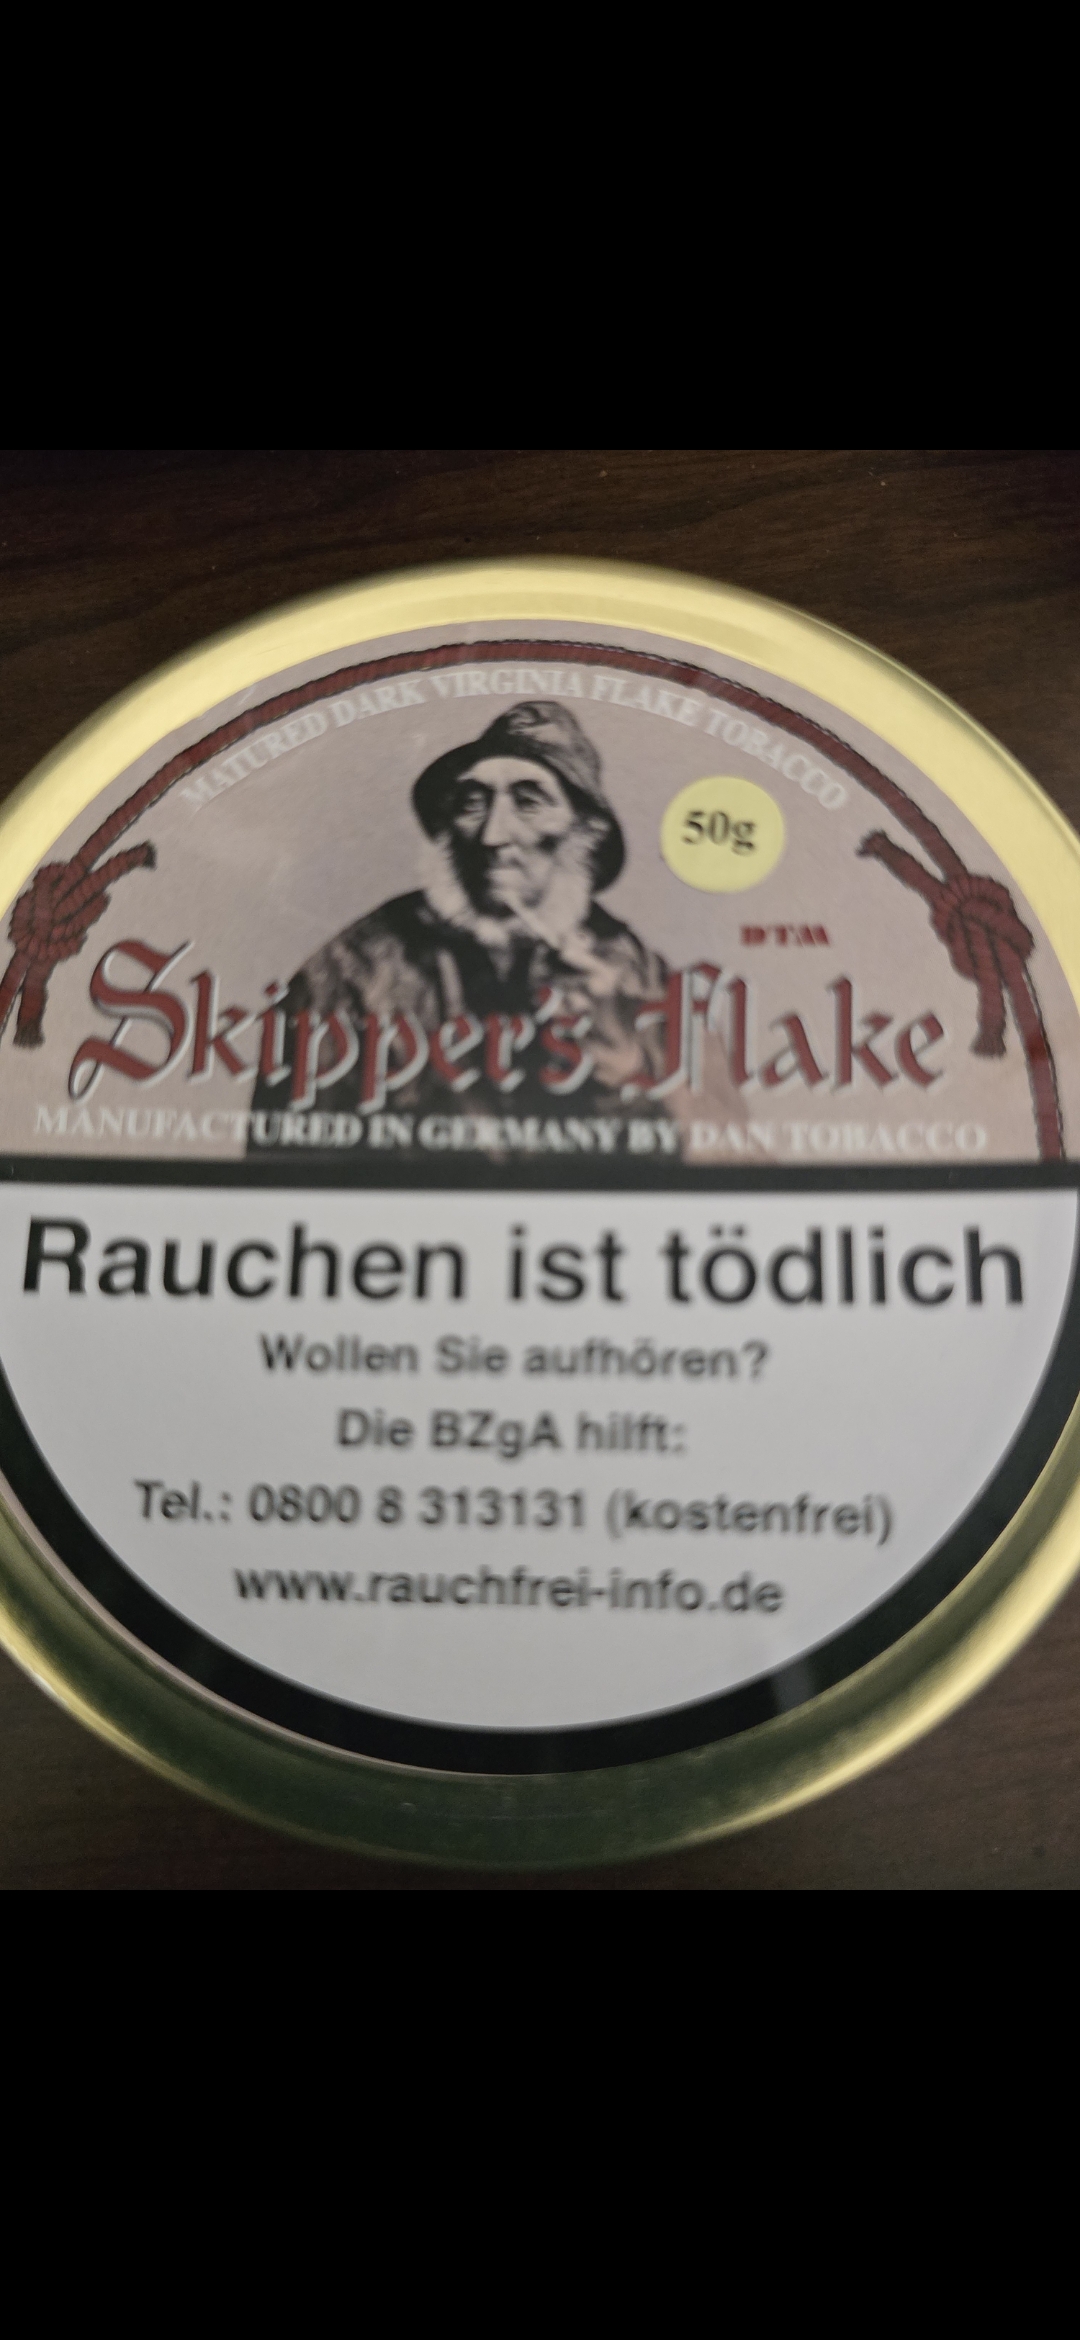 MATURED DARK VIRGINIA FLAKE TOBACCO
50g
DTM
Skipper's Flake
MANUFACTURED IN GERMANY BY DAN TOBACCO
Rauchen ist tödlich
Wollen Sie aufhören?
Die BZgA hilft:
Tel.: 0800 8 313131 (kostenfrei)
www.rauchfrei-info.de